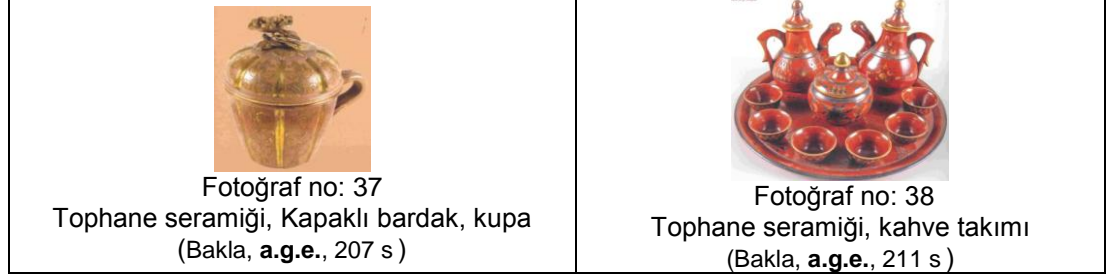 Fotoğraf no: 37
Tophane seramiği, Kapaklı bardak, kupa
(Bakla, a.g.e., 207 s )
Fotoğraf no: 38
Tophane seramiği, kahve takımı
(Bakla, a.g.e., 211 s )